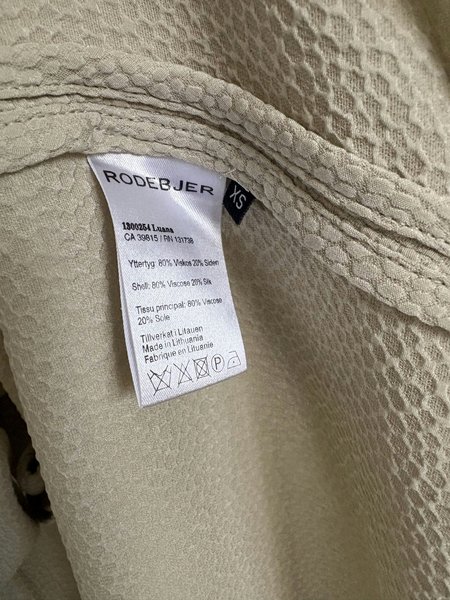 RODEBJER
XS
1300254 Luana
CA 39815 / RN 131738
Yttertyg: 80% Viskos 20% Siden
Shell: 80% Viscose 20% Silk
Tissu principal: 80% Viscose
20% Soie
Tillverkat i Litauen
Made in Lithuania
Fabriqué en Lituanie
P